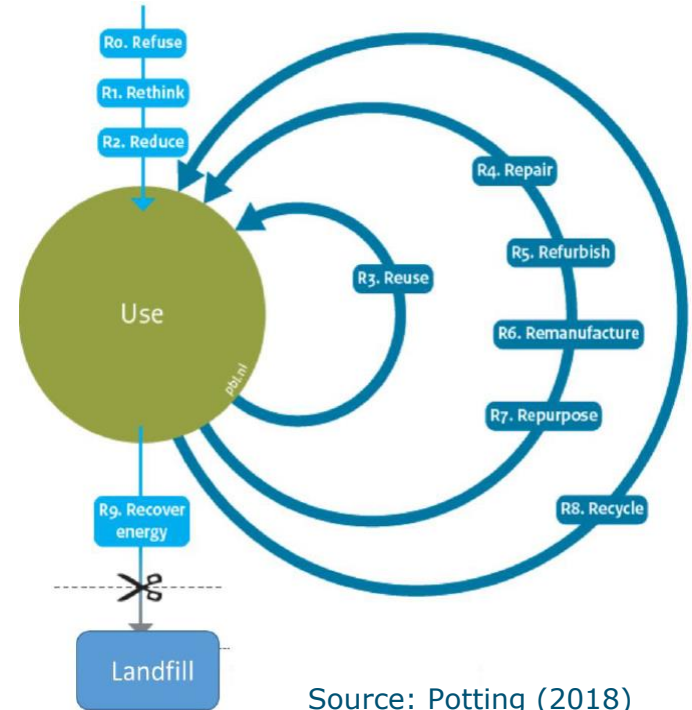 R0. Refuse
R1. Rethink
R2. Reduce
Use
pbl.nl
R3. Reuse
R4. Repair
R5. Refurbish
R6. Remanufacture
R7. Repurpose
R8. Recycle
R9. Recover
energy
Landfill
Source: Potting (2018)